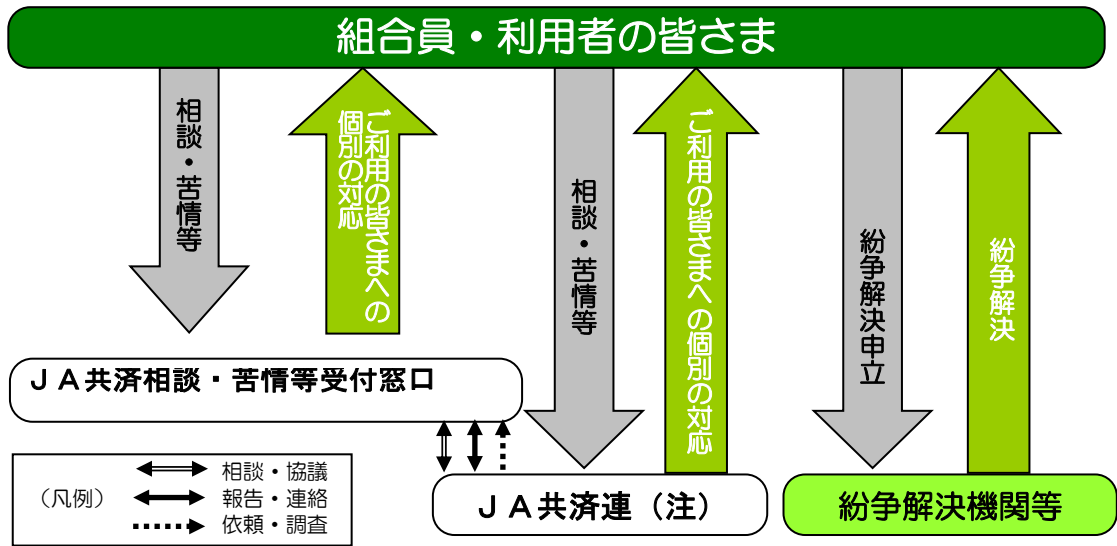 組合員・利用者の皆さま
相談・苦情等
ご利用の皆さまへの
個別の対応
相談・苦情等
ご利用の皆さまへの個別の対応
紛争解決申立
紛争解決
ＪＡ共済相談・苦情等受付窓口
ＪＡ共済連（注）
紛争解決機関等
（凡例）
相談・協議
報告・連絡
依頼・調査